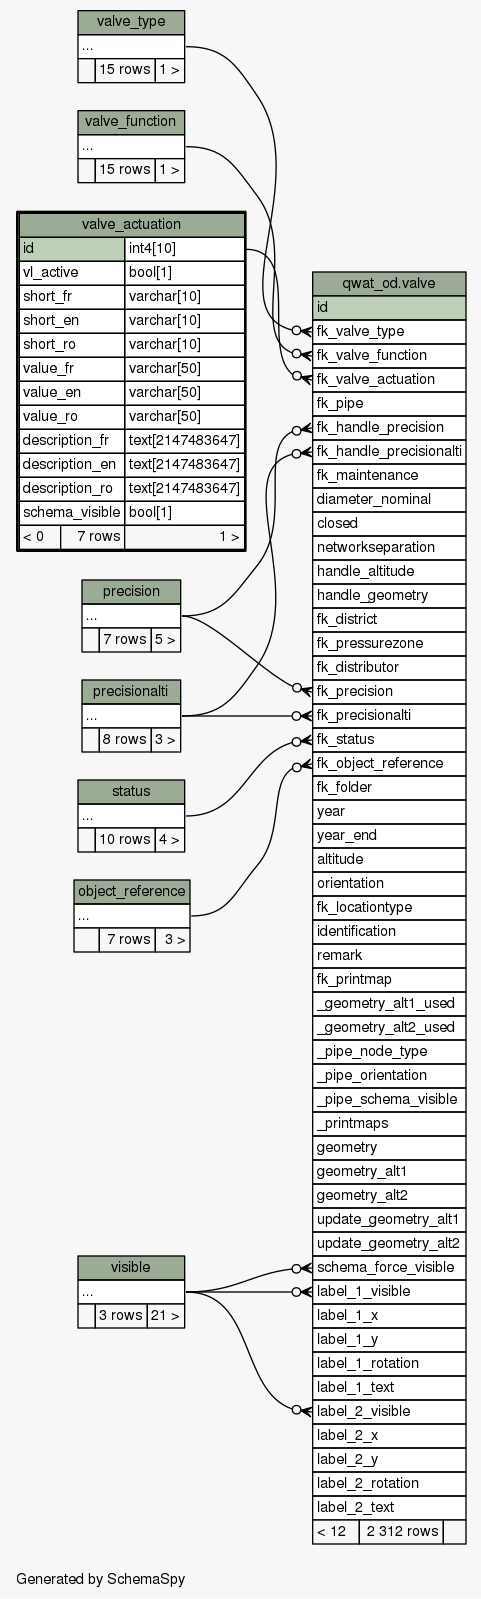 valve_type
...
15 rows 1 >
valve_function
...
15 rows 1 >
valve_actuation
id int4[10]
vl_active bool[1]
short_fr varchar[10]
short_en varchar[10]
short_ro varchar[10]
value_fr varchar[50]
value_en varchar[50]
value_ro varchar[50]
description_fr text[2147483647]
description_en text[2147483647]
description_ro text[2147483647]
schema_visible bool[1]
< 0 7 rows 1 >
precision
...
7 rows 5 >
precisionalti
...
8 rows 3 >
status
...
10 rows 4 >
object_reference
...
7 rows 3 >
visible
...
3 rows 21 >
qwat_od.valve
id
fk_valve_type
fk_valve_function
fk_valve_actuation
fk_pipe
fk_handle_precision
fk_handle_precisionalti
fk_maintenance
diameter_nominal
closed
networkseparation
handle_altitude
handle_geometry
fk_district
fk_pressurezone
fk_distributor
fk_precision
fk_precisionalti
fk_status
fk_object_reference
fk_folder
year
year_end
altitude
orientation
fk_locationtype
identification
remark
fk_printmap
_geometry_alt1_used
_geometry_alt2_used
_pipe_node_type
_pipe_orientation
_pipe_schema_visible
_printmaps
geometry
geometry_alt1
geometry_alt2
update_geometry_alt1
update_geometry_alt2
schema_force_visible
label_1_visible
label_1_x
label_1_y
label_1_rotation
label_1_text
label_2_visible
label_2_x
label_2_y
label_2_rotation
label_2_text
< 12 2 312 rows
Generated by SchemaSpy